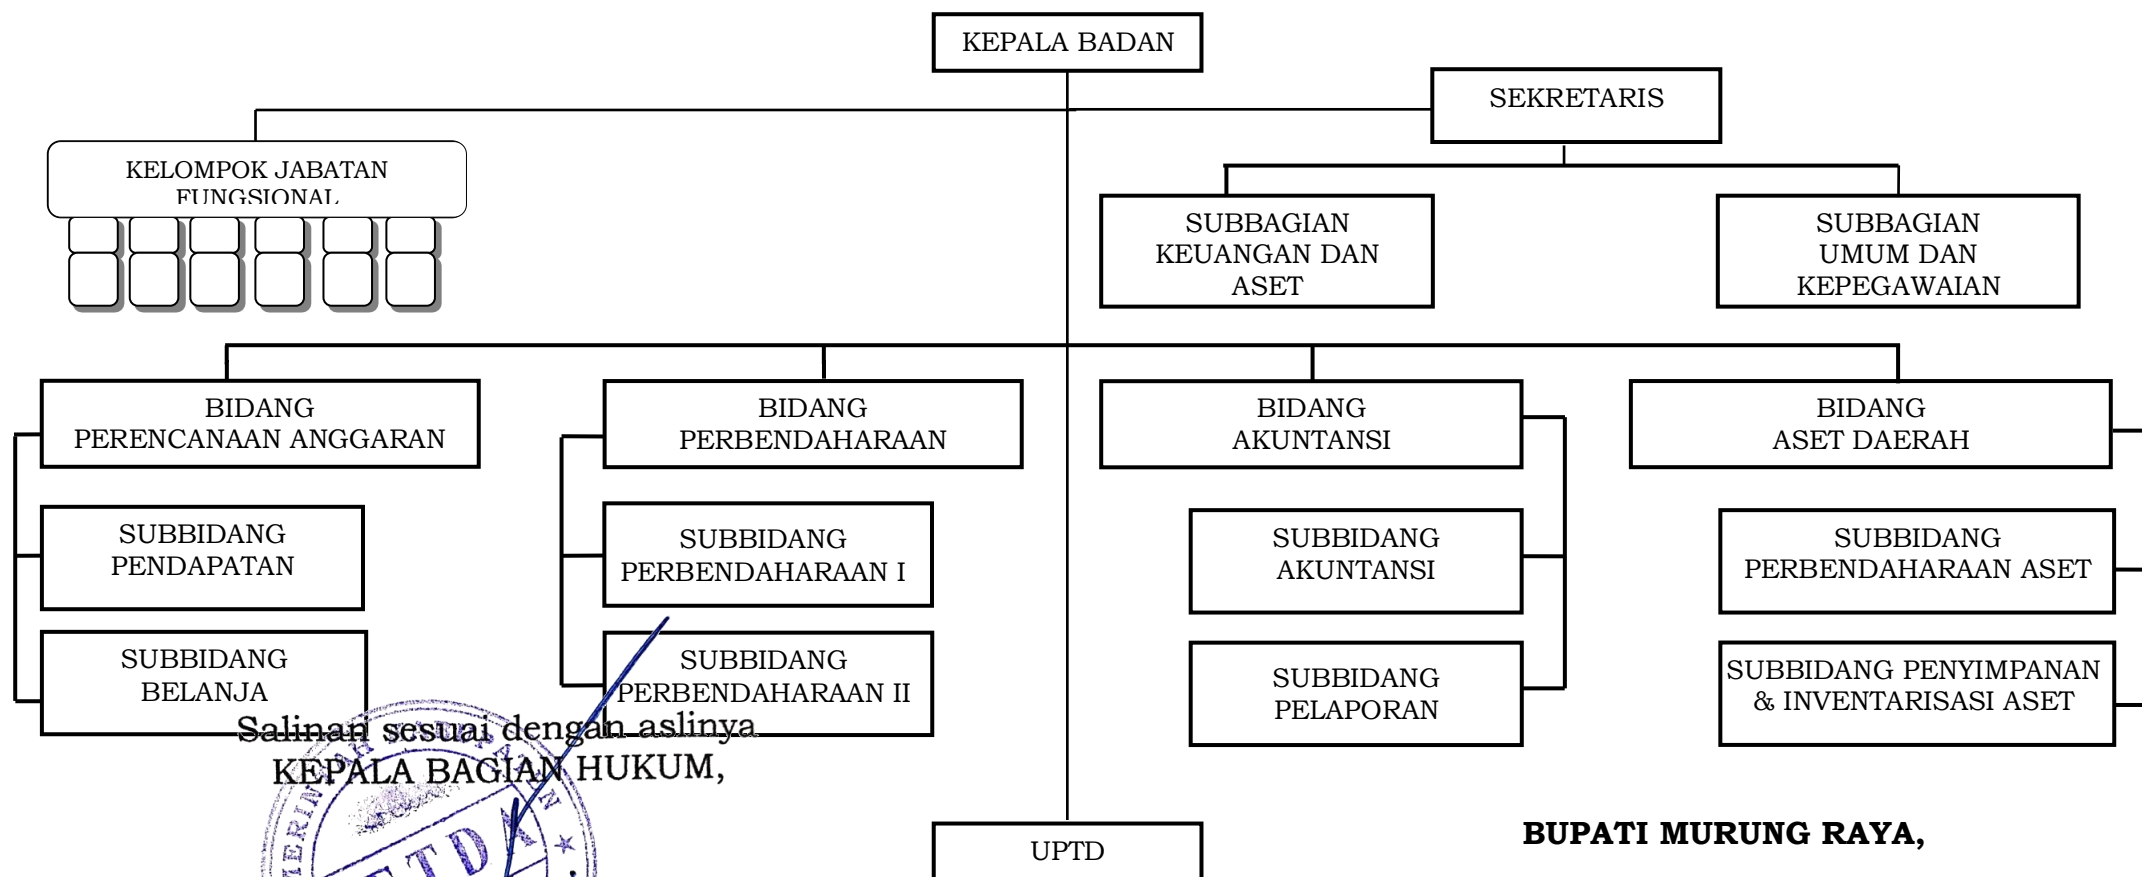 KEPALA BADAN
SEKRETARIS
KELOMPOK JABATAN
FUNGSIONAL
SUBBAGIAN
KEUANGAN DAN
ASET
SUBBAGIAN
UMUM DAN
KEPEGAWAIAN
BIDANG
PERENCANAAN ANGGARAN
BIDANG
PERBENDAHARAAN
BIDANG
AKUNTANSI
BIDANG
ASET DAERAH
SUBBIDANG
PENDAPATAN
SUBBIDANG
PERBENDAHARAAN I
SUBBIDANG
AKUNTANSI
SUBBIDANG
PERBENDAHARAAN ASET
SUBBIDANG
BELANJA
SUBBIDANG
PERBENDAHARAAN II
SUBBIDANG
PELAPORAN
SUBBIDANG PENYIMPANAN
& INVENTARISASI ASET
Salinan sesuai dengan aslinya
KEPALA BAGIAN HUKUM,
UPTD
BUPATI MURUNG RAYA,